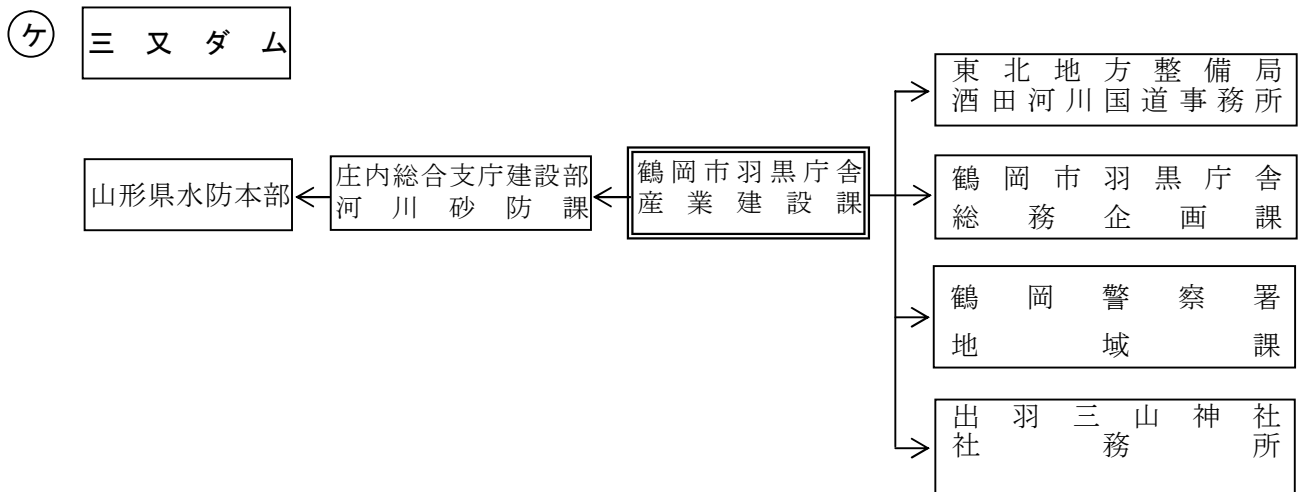 ケ 三又ダム
東北地方整備局
酒田河川国道事務所
山形県水防本部
庄内総合支庁建設部
河川砂防課
鶴岡市羽黒庁舎
産業建設課
鶴岡市羽黒庁舎
総務企画課
鶴岡警察署
地域課
出羽三山神社
社務所